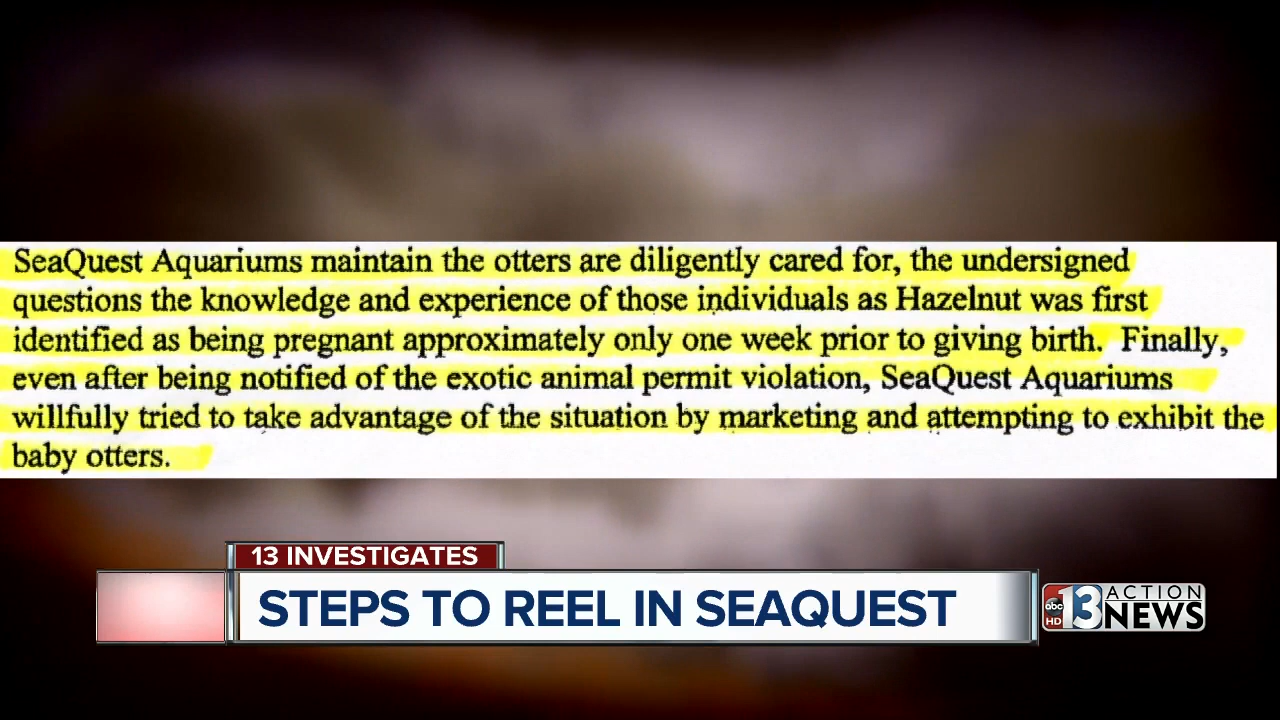 SeaQuest Aquariums maintain the otters are diligently cared for, the undersigned
questions the knowledge and experience of those individuals as Hazelnut was first
identified as being pregnant approximately only one week prior to giving birth. Finally,
even after being notified of the exotic animal permit violation, SeaQuest Aquariums
willfully tried to take advantage of the situation by marketing and attempting to exhibit the
baby otters.
13 INVESTIGATES
STEPS TO REEL IN SEAQUEST
abc HD 13 ACTION NEWS